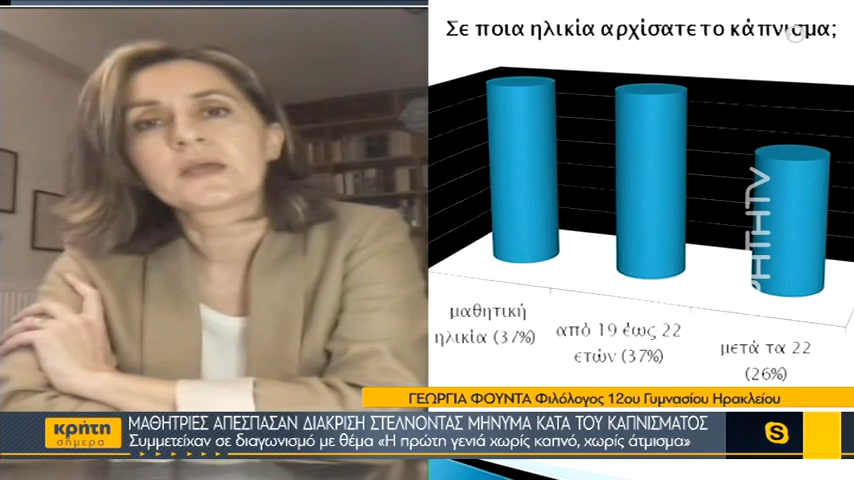 Σε ποια ηλικία αρχίσατε το κάπνισμα;
μαθητική
ηλικία (37%)
από 19 έως 22
ετών (37%)
μετά τα 22
(26%)
ΡΗΤΗTV
ΓΕΩΡΓΙΑ ΦΟΥΝΤΑ Φιλόλογος 12ου Γυμνασίου Ηρακλείου
κρήτη
σήμερα
ΜΑΘΗΤΡΙΕΣ ΑΠΕΣΠΑΣΑΝ ΔΙΑΚΡΙΣΗ ΣΤΕΛΝΟΝΤΑΣ ΜΗΝΥΜΑ ΚΑΤΑ ΤΟΥ ΚΑΠΝΙΣΜΑΤΟΣ
Συμμετείχαν σε διαγωνισμό με θέμα «Η πρώτη γενιά χωρίς καπνό, χωρίς άτμισμα»